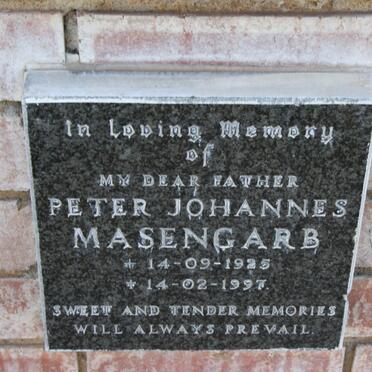 In Loving Memory
of
MY DEAR FATHER
PETER JOHANNES
MASENGARB
* 14-09-1925
+ 14-02-1997.
SWEET AND TENDER MEMORIES
WILL ALWAYS PREVAIL.